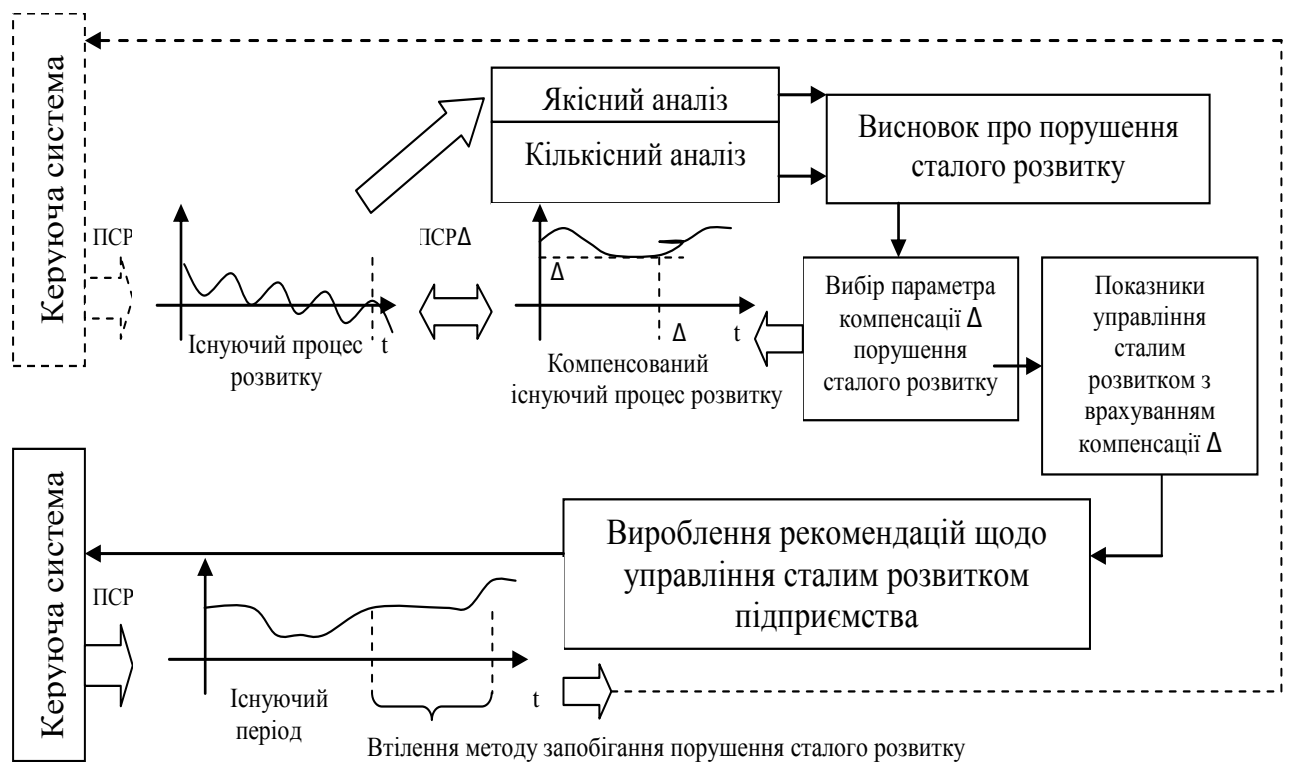 Керуюча система
Якісний аналіз
Кількісний аналіз
Висновок про порушення
сталого розвитку
ПСР
Існуючий процес
розвитку
t
ПСРΔ
Δ
Δ
t
Компенсований
існуючий процес розвитку
Вибір параметра
компенсації Δ
порушення
сталого розвитку
Показники
управління
сталим
розвитком з
врахуванням
компенсації Δ
Керуюча система
Вироблення рекомендацій щодо
управління сталим розвитком
підприємства
ПСР
Існуючий
період
t
Втілення методу запобігання порушення сталого розвитку